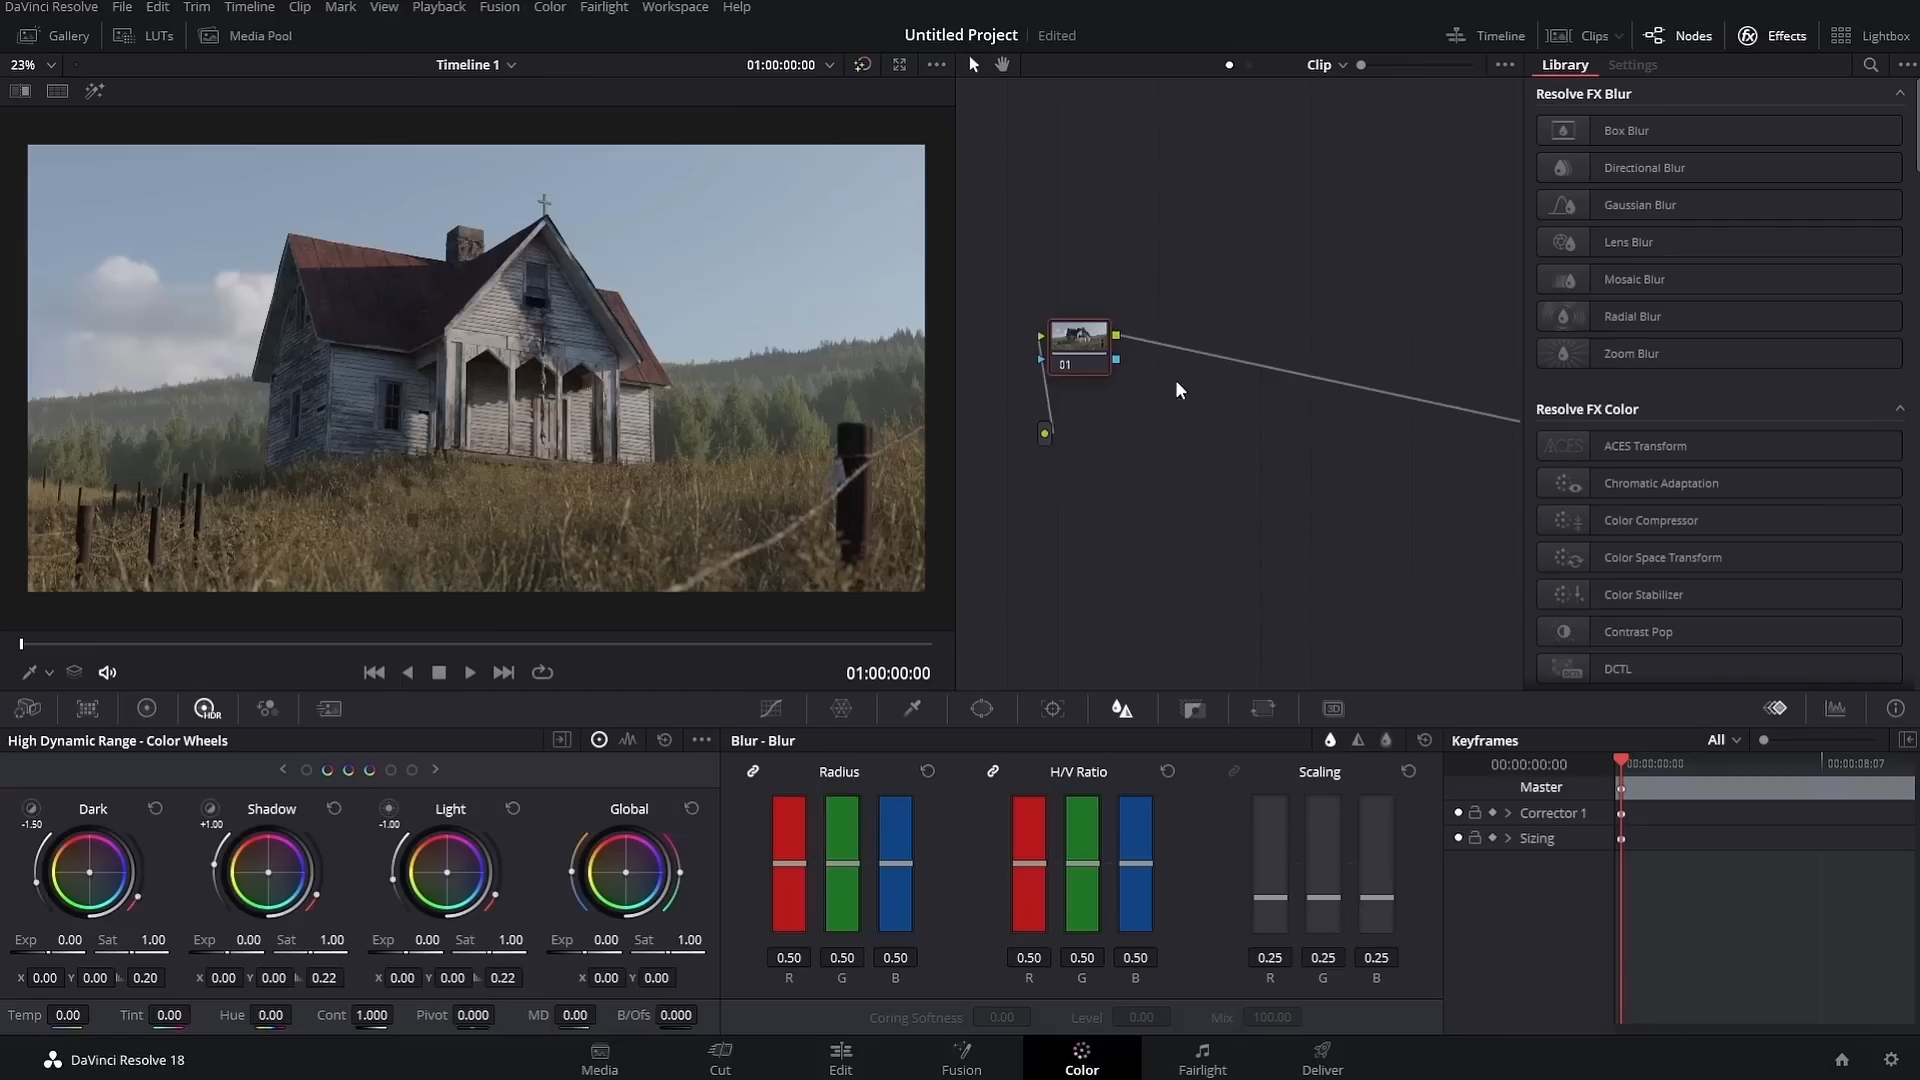 DaVinci Resolve File Edit Trim Timeline Clip Mark View Playback Fusion Color Fairlight Workspace Help
Gallery LUTs Media Pool Untitled Project Edited Timeline Clips Nodes Effects Lightbox
23% Timeline 1 01:00:00:00 Clip Library Settings
Resolve FX Blur
Box Blur
Directional Blur
Gaussian Blur
Lens Blur
Mosaic Blur
Radial Blur
Zoom Blur
01
Resolve FX Color
ACES Transform
Chromatic Adaptation
Color Compressor
Color Space Transform
Color Stabilizer
Contrast Pop
DCTL
01:00:00:00
HDR 3D
High Dynamic Range - Color Wheels
Dark Shadow Light Global
-1.50 +1.00 -1.00
Exp 0.00 Sat 1.00 Exp 0.00 Sat 1.00 Exp 0.00 Sat 1.00 Exp 0.00 Sat 1.00
X 0.00 Y 0.00 0.20 X 0.00 Y 0.00 0.22 X 0.00 Y 0.00 0.22 X 0.00 Y 0.00
Temp 0.00 Tint 0.00 Hue 0.00 Cont 1.000 Pivot 0.000 MD 0.00 B/Ofs 0.000
Blur - Blur
Radius H/V Ratio Scaling
0.50 0.50 0.50 0.50 0.50 0.50 0.25 0.25 0.25
R G B R G B R G B
Coring Softness 0.00 Level 0.00 Mix 100.00
Keyframes All
00:00:00:00 00:00:00:00 00:00:08:07
Master
Corrector 1
Sizing
DaVinci Resolve 18 Media Cut Edit Fusion Color Fairlight Deliver